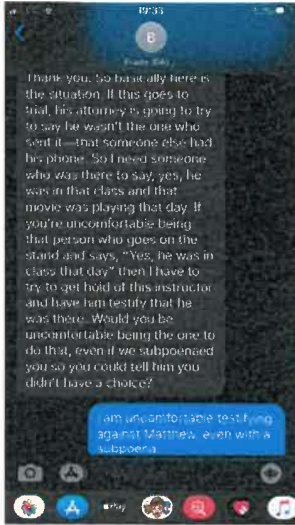 19:33
B
Thank you. So basically here is
the situation. If this goes to
trial, his attorney is going to try
to say he wasn't the one who
sent it—that someone else had
his phone. So I need someone
who was there to say, yes, he
was in that class and that
movie was playing that day. If
you're uncomfortable being
that person who goes on the
stand and says, "Yes, he was in
class that day" then I have to
try to get hold of this instructor
and have him testify that he
was there. Would you be
uncomfortable being the one to
do that, even if we subpoenaed
you so you could tell him you
didn't have a choice?
I am uncomfortable testifying
against Matthew, even with a
subpoena
Pay